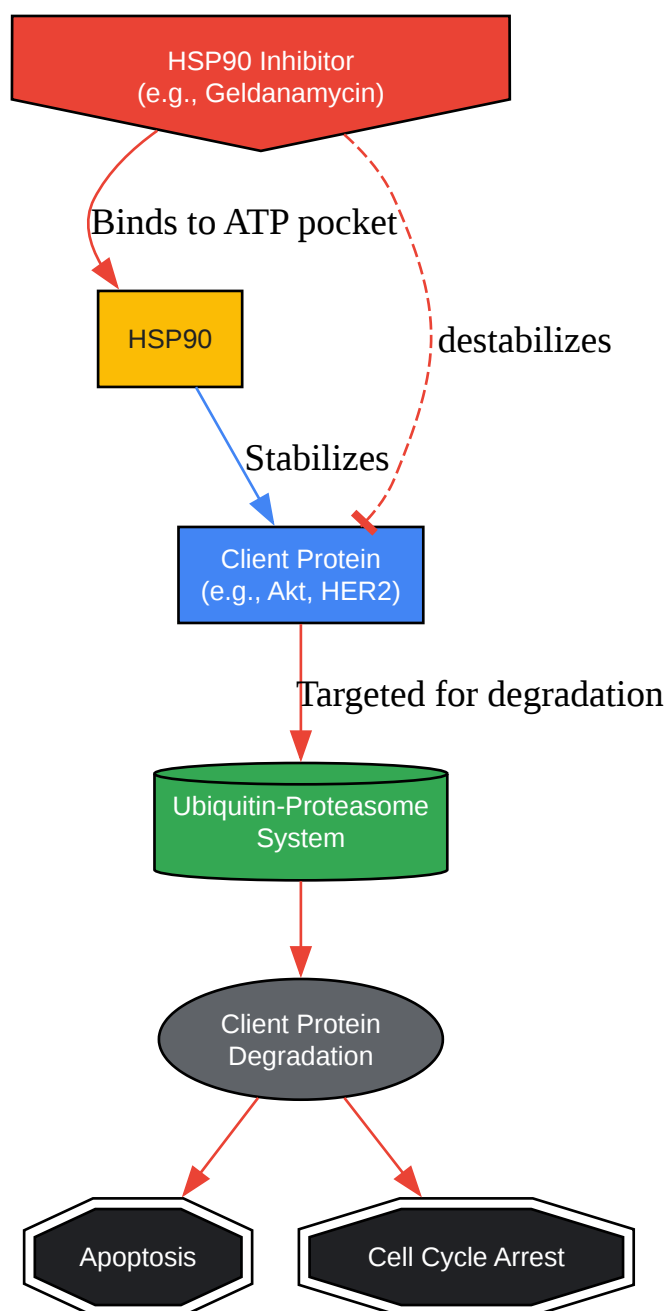 HSP90 Inhibitor
(e.g., Geldanamycin)
Binds to ATP pocket
HSP90
destabilizes
Stabilizes
Client Protein
(e.g., Akt, HER2)
Targeted for degradation
Ubiquitin-Proteasome
System
Client Protein
Degradation
Apoptosis
Cell Cycle Arrest